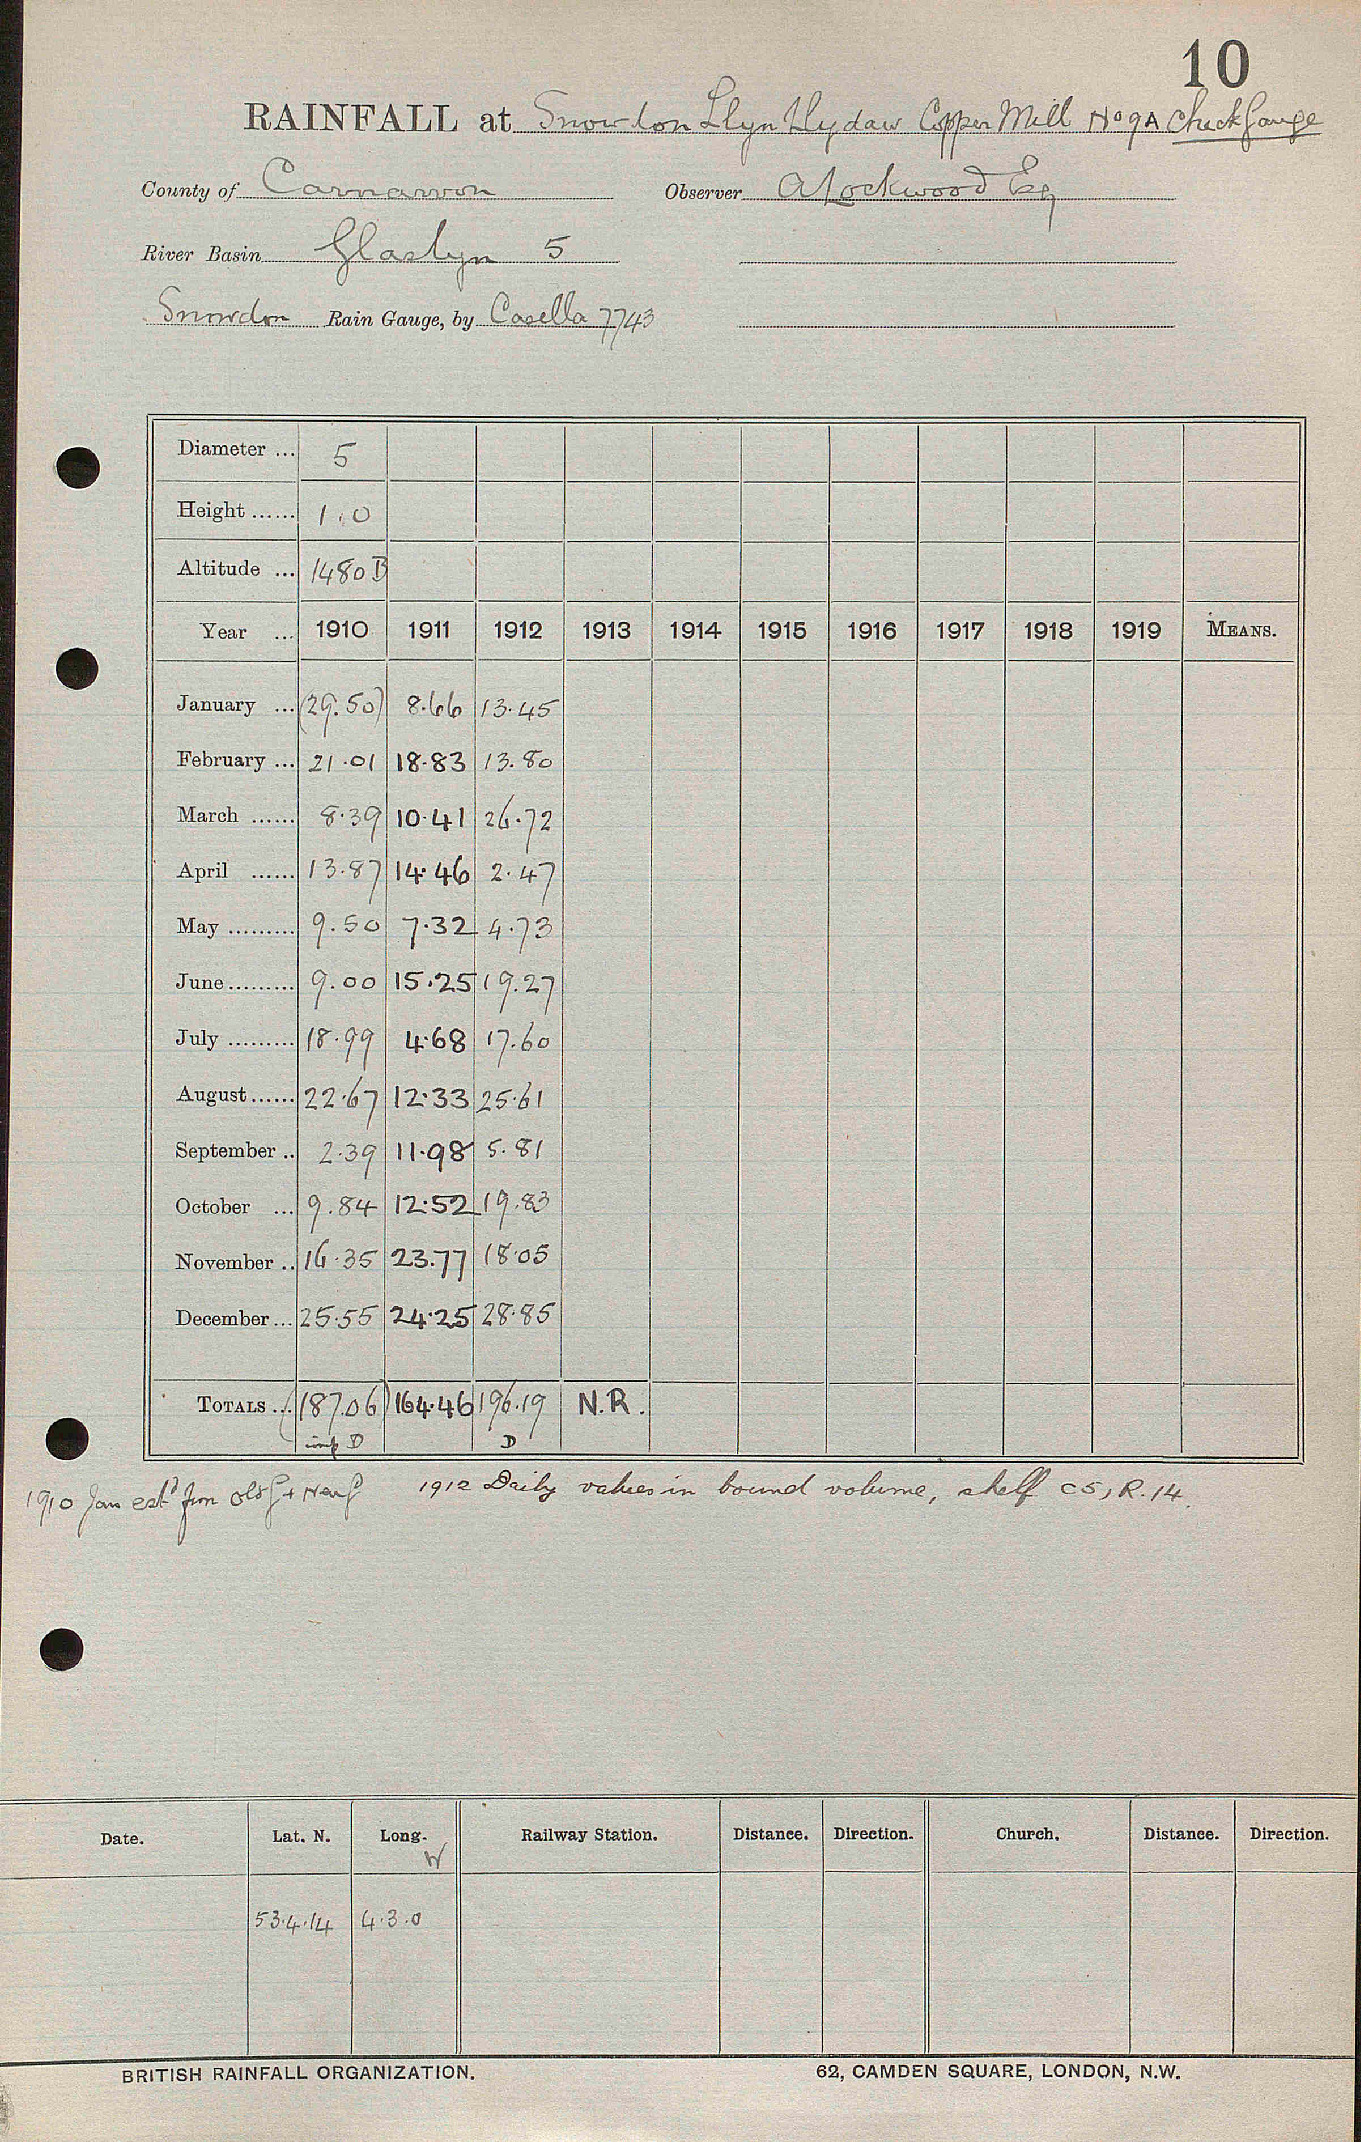 10
RAINFALL at Snowdon Llyn Llydaw Copper Mill No 9A Check Gauge
County of Carnarvon Observer A Lockwood Esq
River Basin Glaslyn 5
Snowdon Rain Gauge, by Casella 7743
Diameter ... 5
Height ...... 1.0
Altitude ... 1480 B
Year ... 1910 1911 1912 1913 1914 1915 1916 1917 1918 1919 MEANS.
January ... (29.50) 8.66 13.45
February ... 21.01 18.83 13.80
March ...... 8.39 10.41 26.72
April ...... 13.87 14.46 2.47
May ......... 9.50 7.32 4.73
June ......... 9.00 15.25 19.27
July ......... 18.99 4.68 17.60
August ...... 22.67 12.33 25.61
September .. 2.39 11.98 5.81
October ... 9.84 12.52 19.83
November .. 16.35 23.77 18.05
December ... 25.55 24.25 28.85
TOTALS ... (187.06) 164.46 196.19 N.R.
imp D D
1910 Jan estd from old G + New G 1912 Daily values in bound volume, shelf C5, R.14.
Date. Lat. N. Long. W Railway Station. Distance. Direction. Church. Distance. Direction.
53.4.14 4.3.0
BRITISH RAINFALL ORGANIZATION. 62, CAMDEN SQUARE, LONDON, N.W.